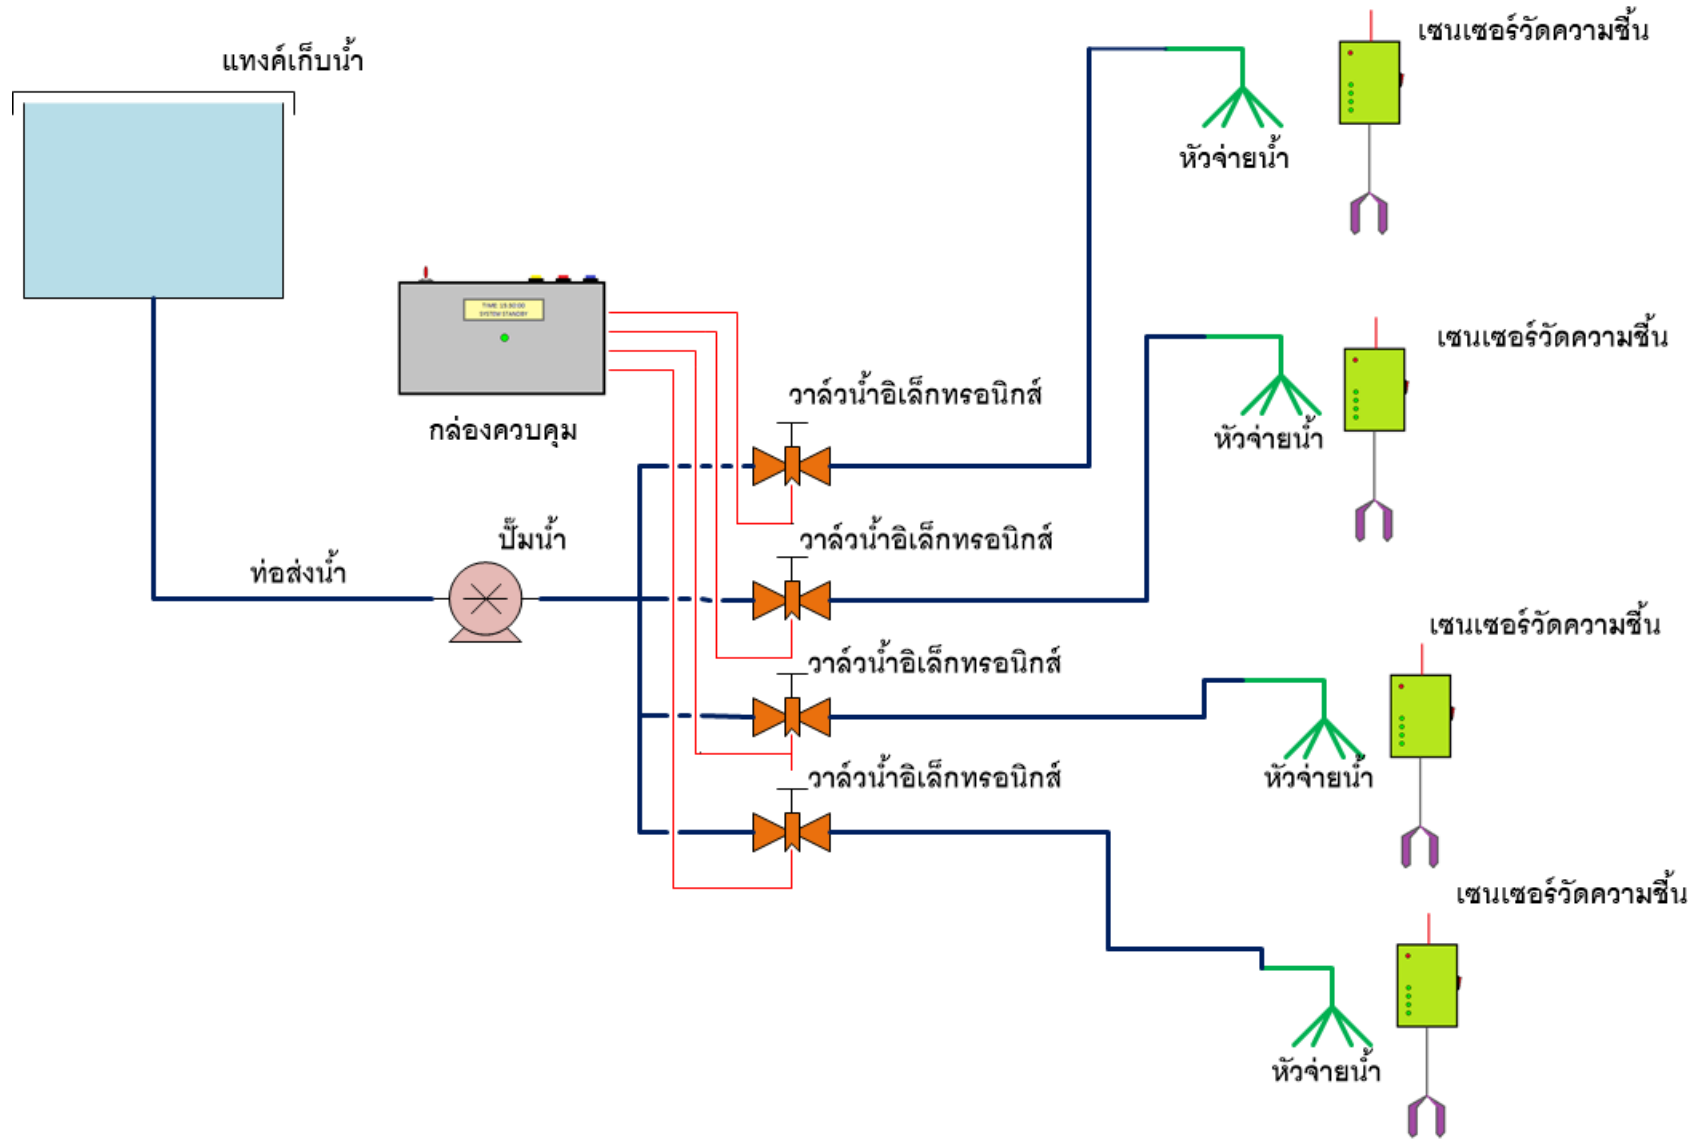 เซนเซอร์วัดความชื้น
แทงค์เก็บน้ำ
หัวจ่ายน้ำ
TIME: 15:30:00
SYSTEM STANDBY
เซนเซอร์วัดความชื้น
วาล์วน้ำอิเล็กทรอนิกส์
กล่องควบคุม
หัวจ่ายน้ำ
ปั๊มน้ำ
วาล์วน้ำอิเล็กทรอนิกส์
ท่อส่งน้ำ
เซนเซอร์วัดความชื้น
วาล์วน้ำอิเล็กทรอนิกส์
วาล์วน้ำอิเล็กทรอนิกส์
หัวจ่ายน้ำ
เซนเซอร์วัดความชื้น
หัวจ่ายน้ำ